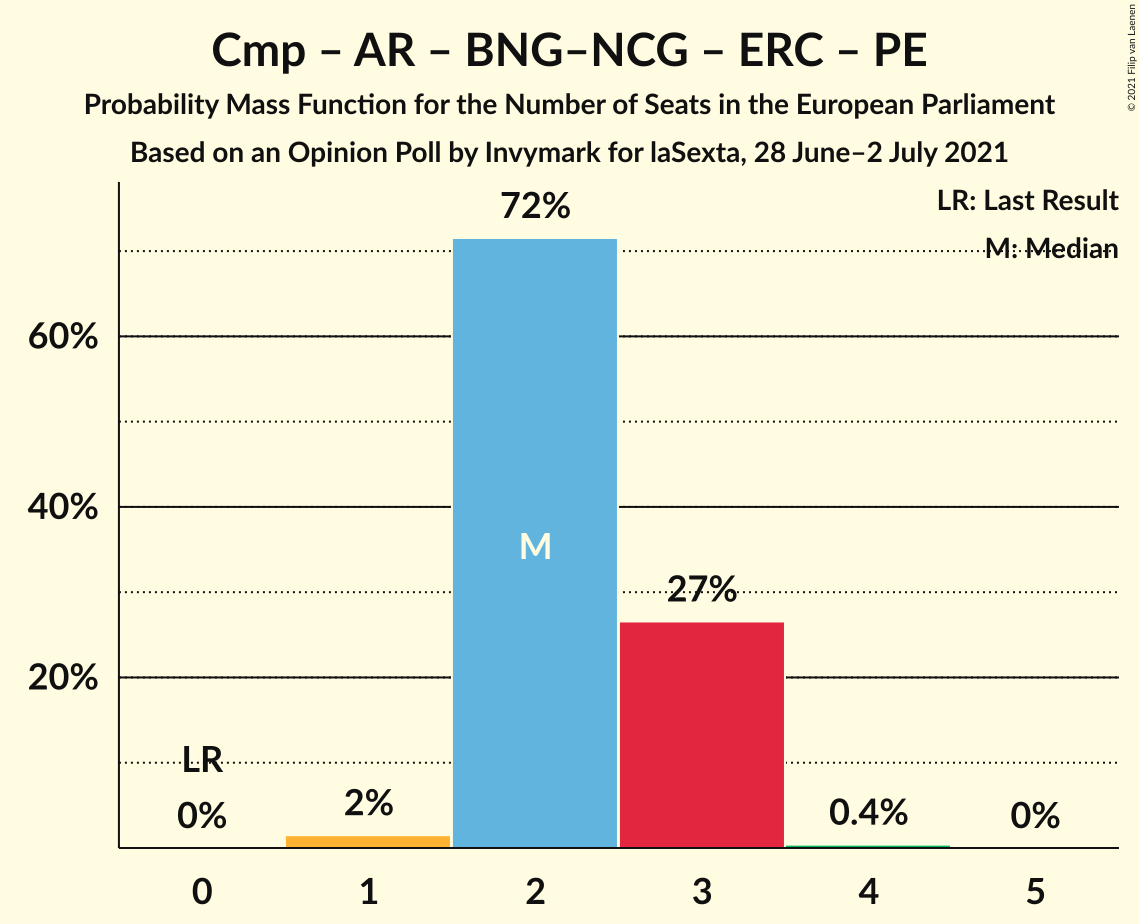 Cmp – AR – BNG–NCG – ERC – PE
Probability Mass Function for the Number of Seats in the European Parliament
Based on an Opinion Poll by Invymark for laSexta, 28 June–2 July 2021
© 2021 Filip van Laenen
LR: Last Result
M: Median
72%
60%
40%
M
27%
20%
LR
0%
2%
0.4%
0%
0 1 2 3 4 5